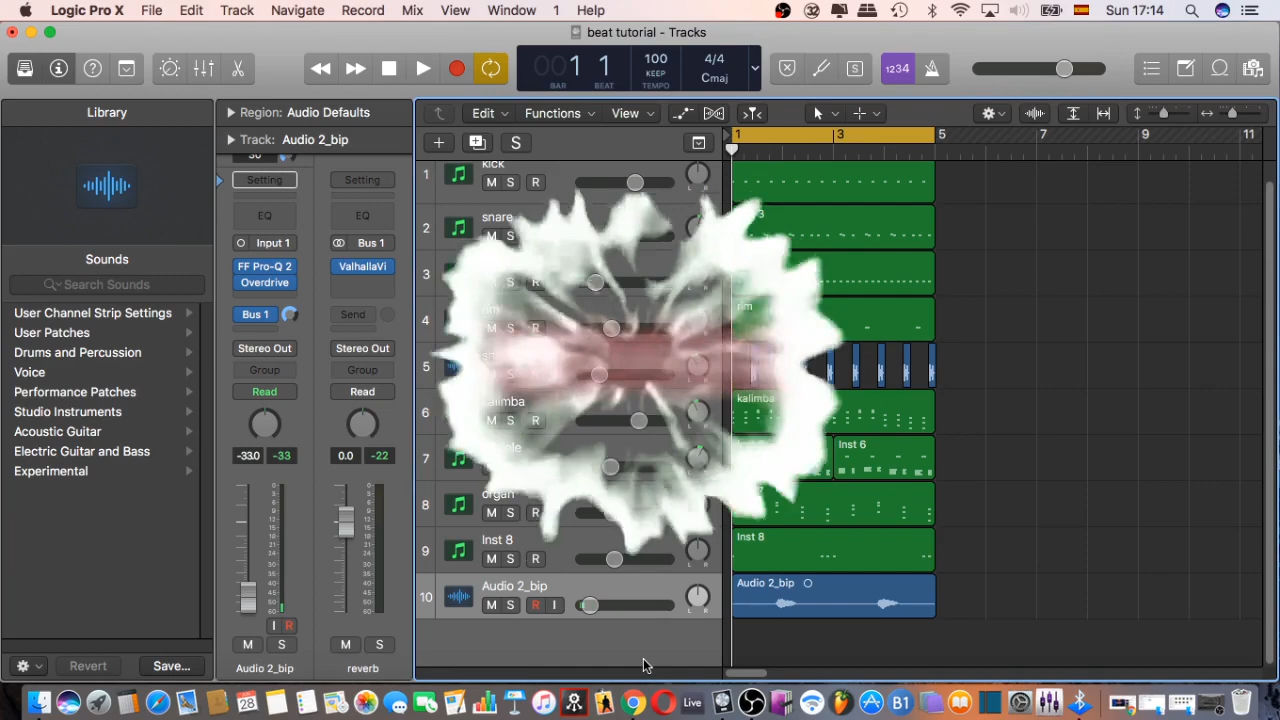 Logic Pro X File Edit Track Navigate Record Mix View Window 1 Help Sun 17:14
beat tutorial - Tracks
001 1 100 4/4
KEEP Cmaj
BAR BEAT TEMPO
S 1234
Library
Region: Audio Defaults
Track: Audio 2_bip
Edit Functions View
S
1 3 5 7 9 11
Setting Setting
EQ EQ
Input 1 Bus 1
FF Pro-Q 2 ValhallaVi
Overdrive
Bus 1 Send
Stereo Out Stereo Out
Group Group
Read Read
-33.0 -33 0.0 -22
I R
M S M S
Audio 2_bip reverb
Sounds
Search Sounds
User Channel Strip Settings
User Patches
Drums and Percussion
Voice
Performance Patches
Studio Instruments
Acoustic Guitar
Electric Guitar and Bass
Experimental
Revert Save...
1 kick
M S R
2 snare
M S
3
4 rim
5
6 kalimba kalimba
M S R
7 Inst 6
8 organ
M S R
9 Inst 8 Inst 8
M S R
10 Audio 2_bip Audio 2_bip
M S R I
28 Live B1